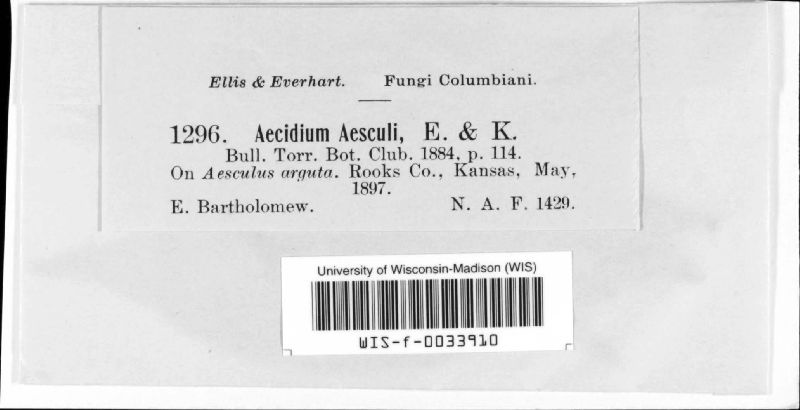 Ellis & Everhart. Fungi Columbiani.
1296. Aecidium Aesculi, E. & K.
Bull. Torr. Bot. Club. 1884, p. 114.
On Aesculus arguta. Rooks Co., Kansas, May,
1897.
E. Bartholomew. N. A. F. 1429.
University of Wisconsin-Madison (WIS)
WIS-f-0033910